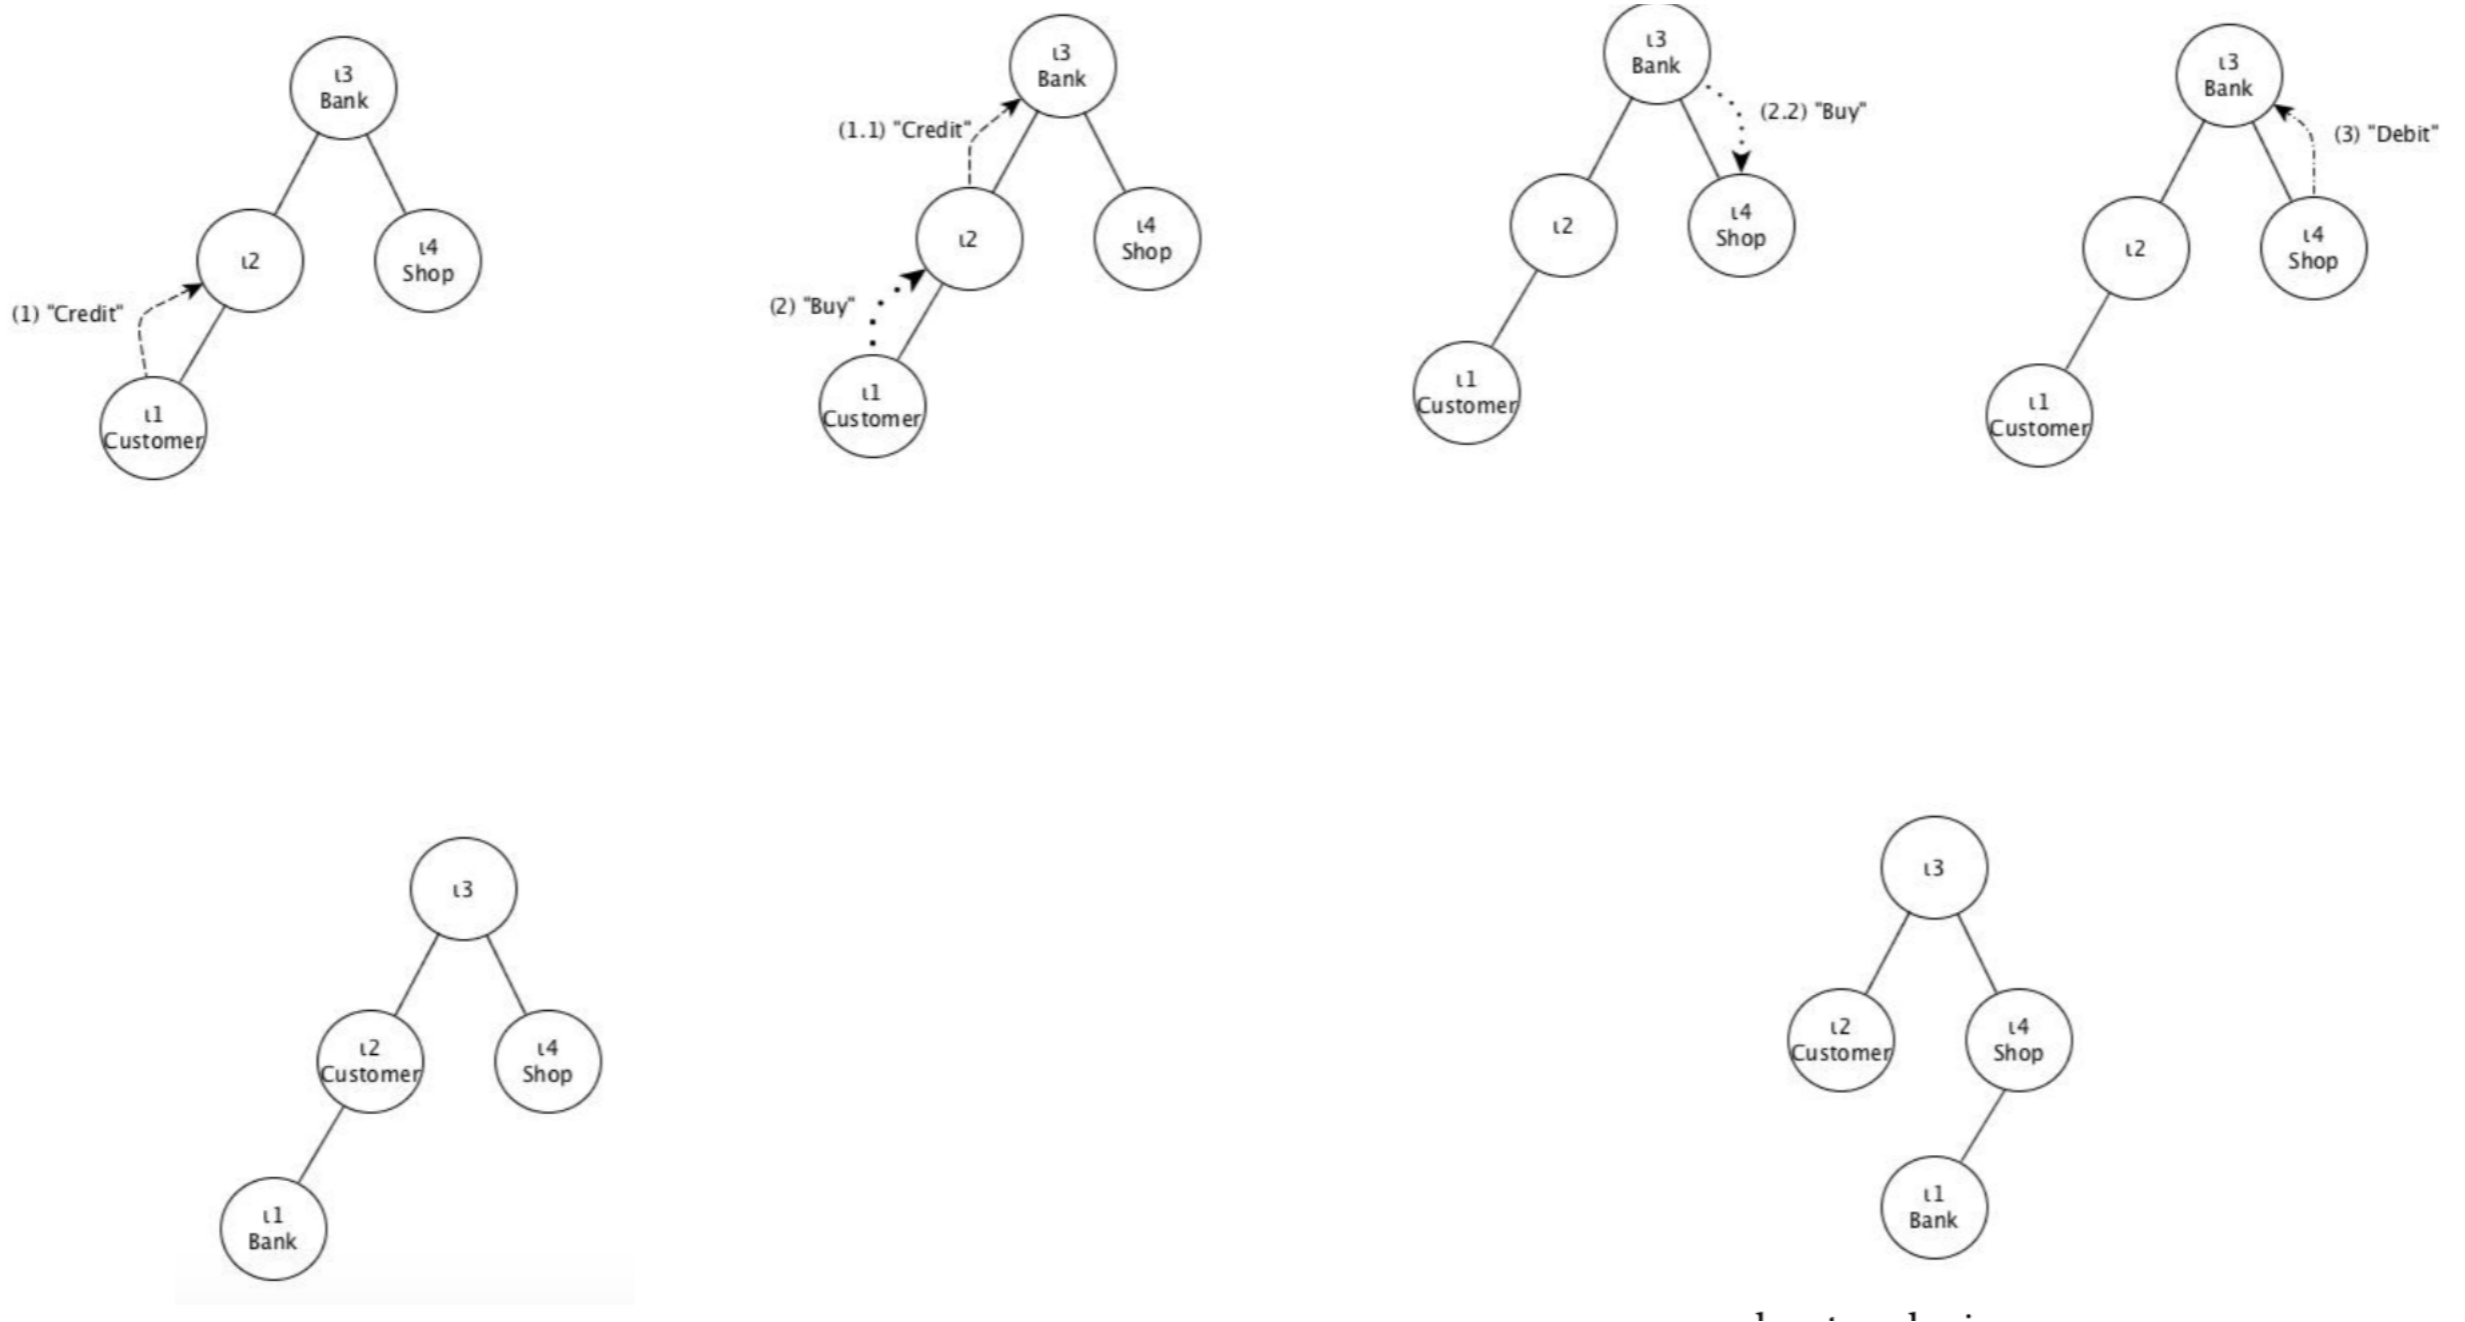 ι3
Bank
ι2
ι4
Shop
(1) "Credit"
ι1
Customer
ι3
Bank
(1.1) "Credit"
ι2
ι4
Shop
(2) "Buy"
ι1
Customer
ι3
Bank
(2.2) "Buy"
ι2
ι4
Shop
ι1
Customer
ι3
Bank
(3) "Debit"
ι2
ι4
Shop
ι1
Customer
ι3
ι2
Customer
ι4
Shop
ι1
Bank
ι3
ι2
Customer
ι4
Shop
ι1
Bank